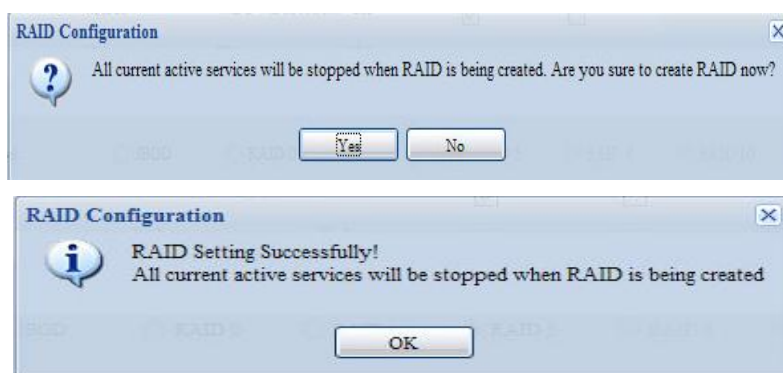 RAID Configuration
All current active services will be stopped when RAID is being created. Are you sure to create RAID now?
Yes
No
RAID Configuration
RAID Setting Successfully!
All current active services will be stopped when RAID is being created
OK